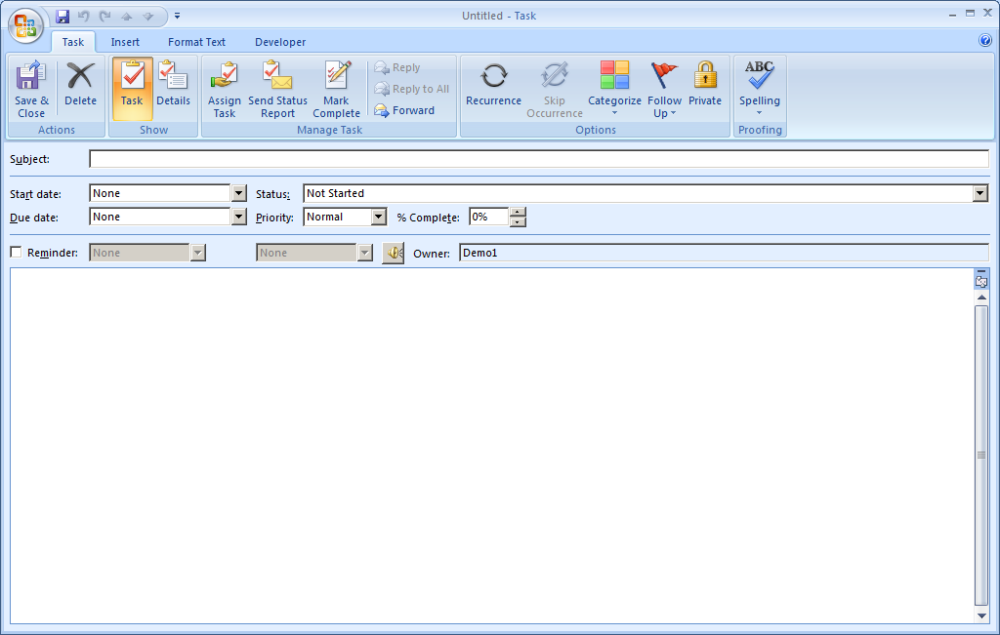 Untitled - Task
Task Insert Format Text Developer
Save & Close
Delete
Actions
Task
Details
Show
Assign Task
Send Status Report
Mark Complete
Reply
Reply to All
Forward
Manage Task
Recurrence
Skip Occurrence
Categorize
Follow Up
Private
Options
ABC
Spelling
Proofing
Subject:
Start date: None Status: Not Started
Due date: None Priority: Normal % Complete: 0%
Reminder: None None Owner: Demo1